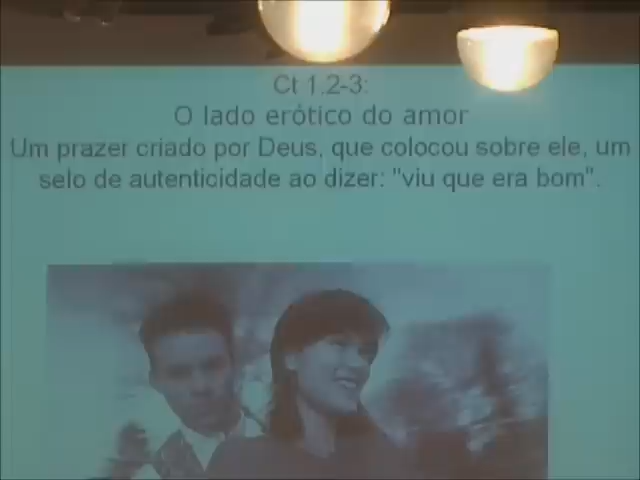 Ct 1.2-3:
O lado erótico do amor
Um prazer criado por Deus, que colocou sobre ele, um
selo de autenticidade ao dizer: "viu que era bom".